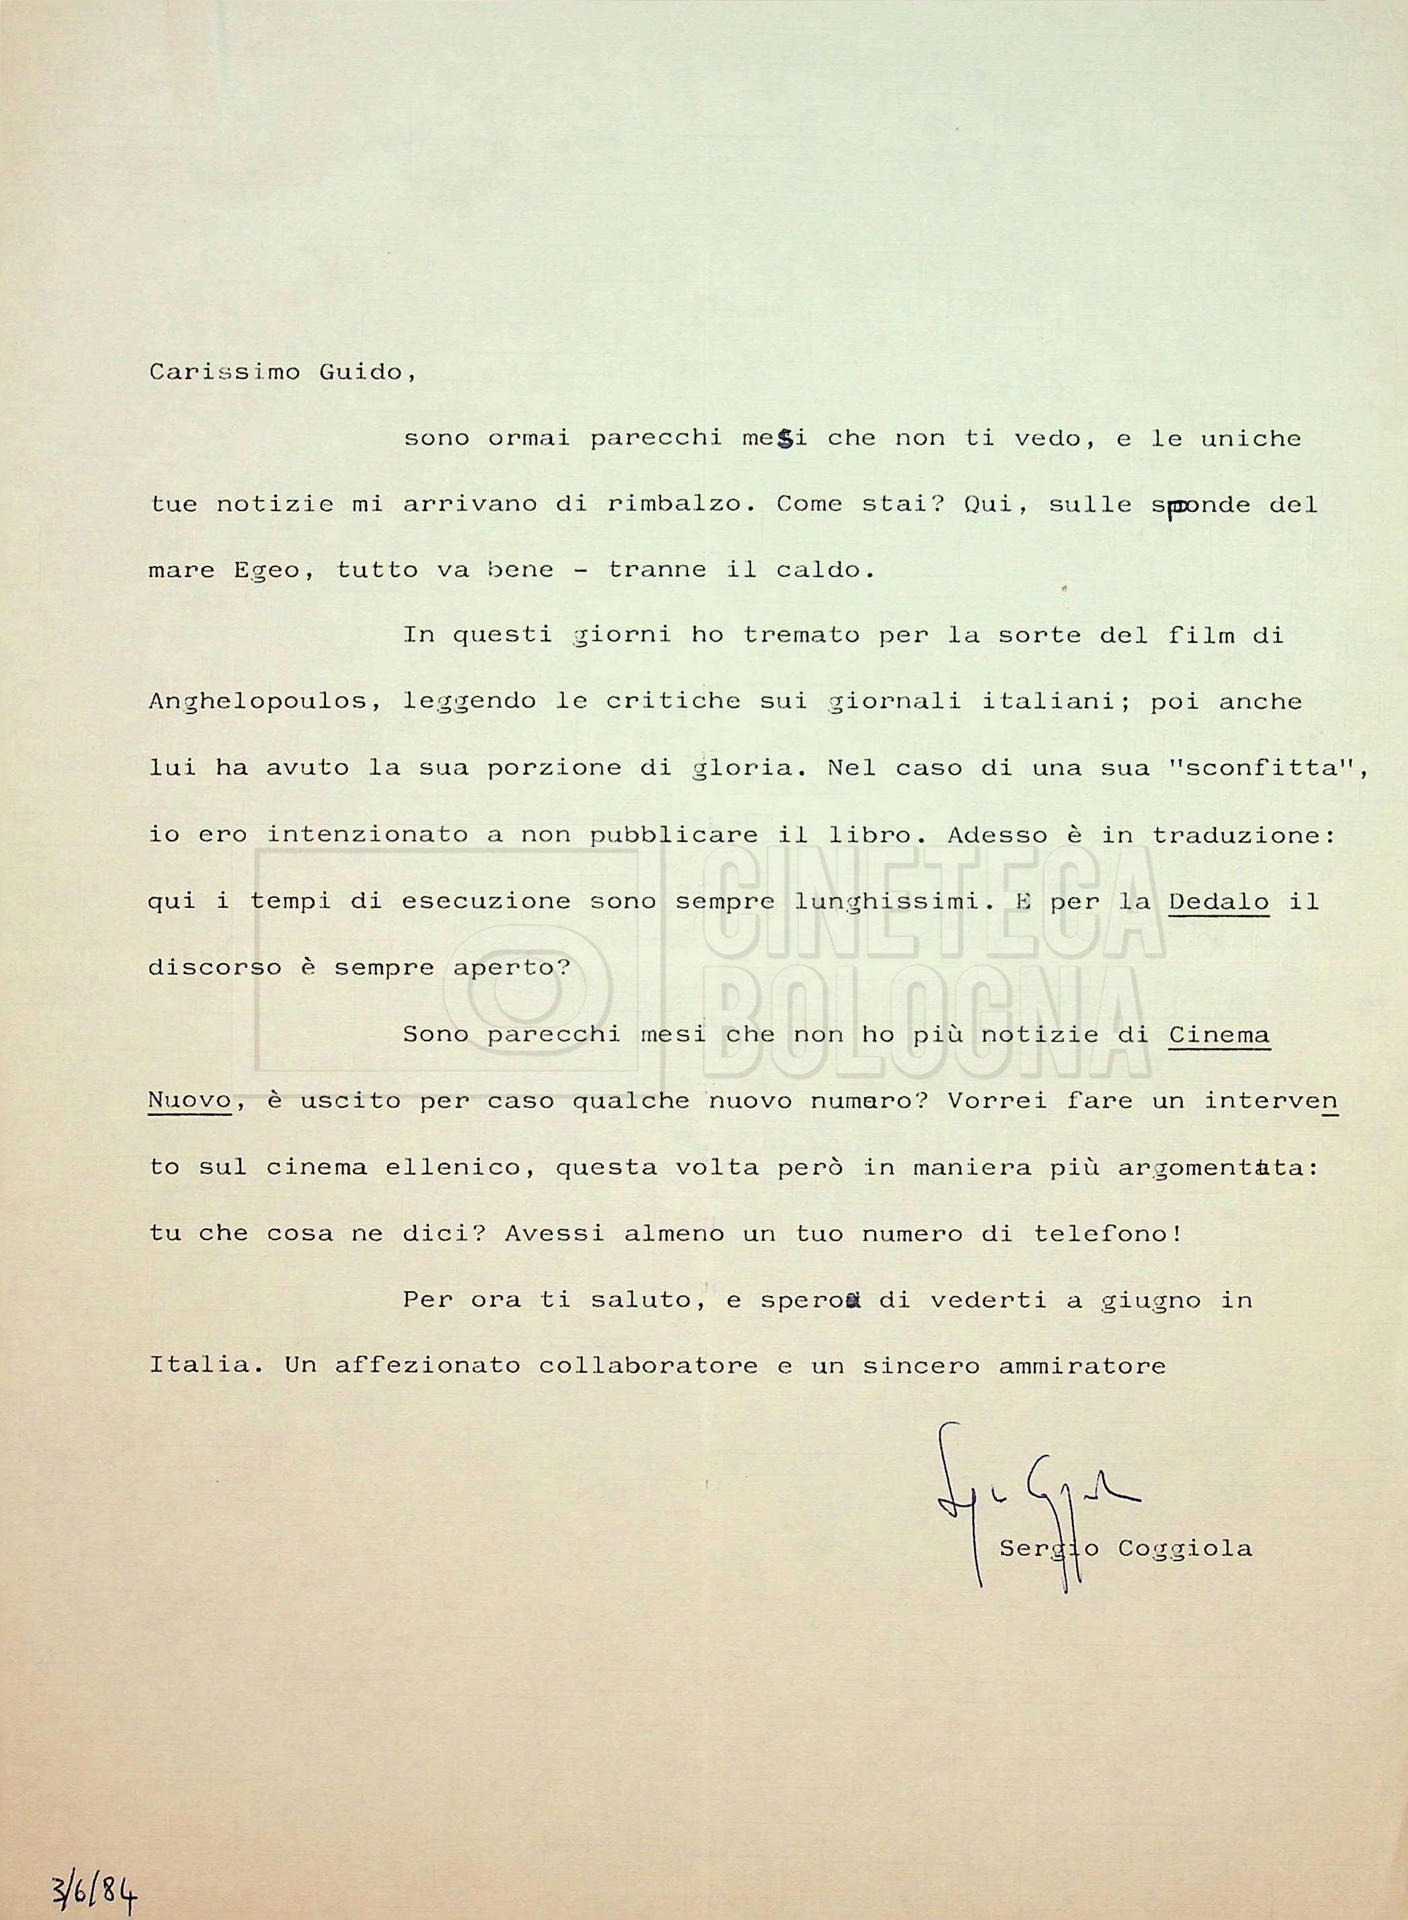 Carissimo Guido,
sono ormai parecchi mesi che non ti vedo, e le uniche
tue notizie mi arrivano di rimbalzo. Come stai? Qui, sulle sponde del
mare Egeo, tutto va bene - tranne il caldo.
In questi giorni ho tremato per la sorte del film di
Anghelopoulos, leggendo le critiche sui giornali italiani; poi anche
lui ha avuto la sua porzione di gloria. Nel caso di una sua "sconfitta",
io ero intenzionato a non pubblicare il libro. Adesso è in traduzione:
qui i tempi di esecuzione sono sempre lunghissimi. E per la Dedalo il
discorso è sempre aperto?
Sono parecchi mesi che non ho più notizie di Cinema
Nuovo, è uscito per caso qualche nuovo numero? Vorrei fare un interven
to sul cinema ellenico, questa volta però in maniera più argomentata:
tu che cosa ne dici? Avessi almeno un tuo numero di telefono!
Per ora ti saluto, e spero di vederti a giugno in
Italia. Un affezionato collaboratore e un sincero ammiratore
Sergio Coggiola
3/6/84
CINETECA
BOLOGNA